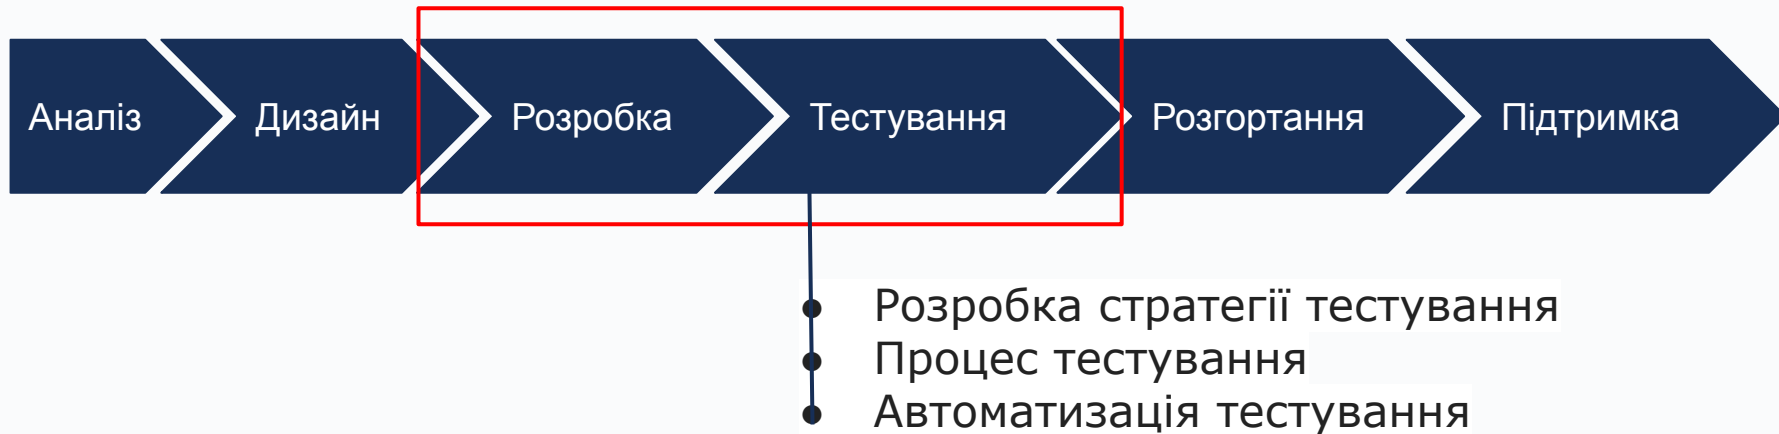 Аналіз
Дизайн
Розробка
Тестування
Розгортання
Підтримка
● Розробка стратегії тестування
● Процес тестування
● Автоматизація тестування